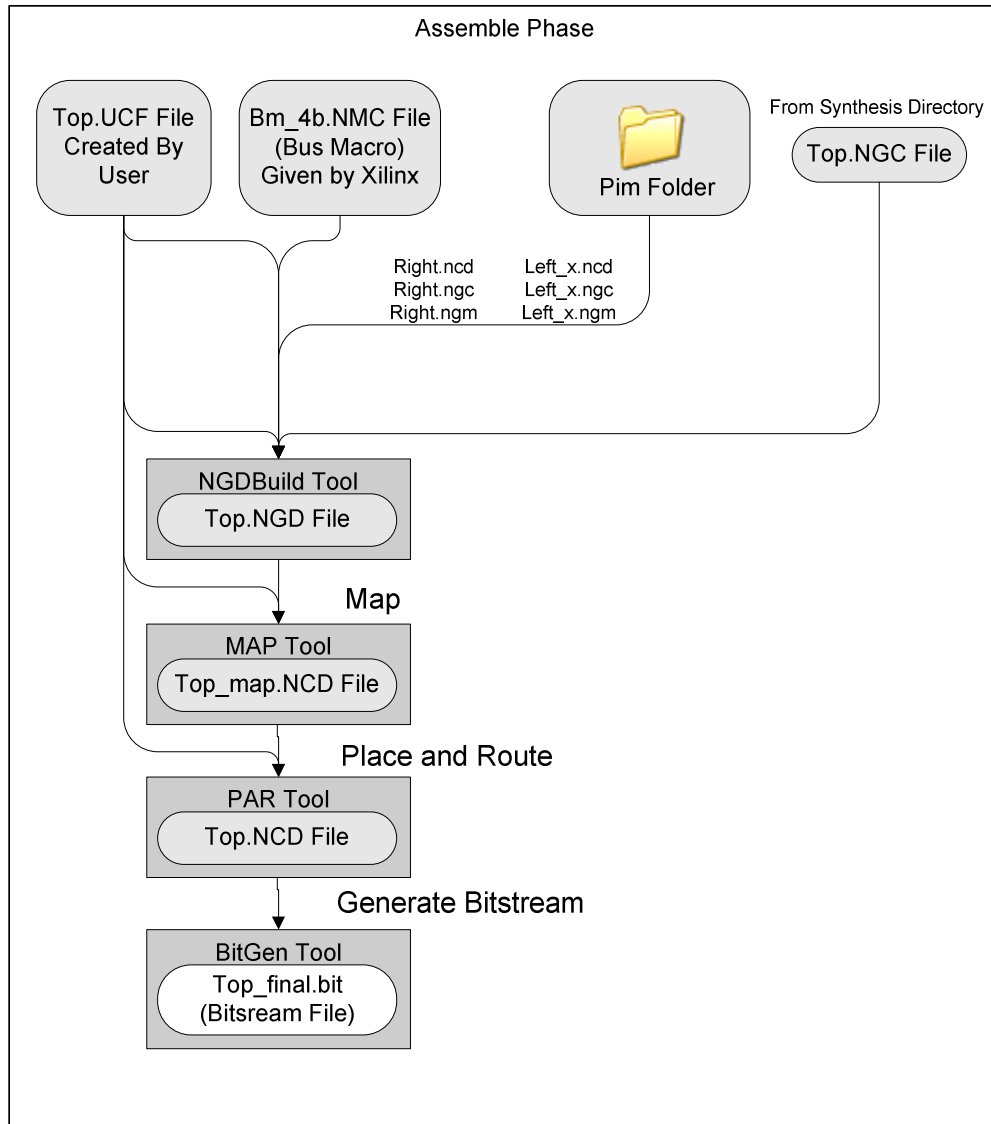 Assemble Phase
Top.UCF File
Created By
User
Bm_4b.NMC File
(Bus Macro)
Given by Xilinx
Pim Folder
From Synthesis Directory
Top.NGC File
Right.ncd
Right.ngc
Right.ngm
Left_x.ncd
Left_x.ngc
Left_x.ngm
NGDBuild Tool
Top.NGD File
Map
MAP Tool
Top_map.NCD File
Place and Route
PAR Tool
Top.NCD File
Generate Bitstream
BitGen Tool
Top_final.bit
(Bitsream File)